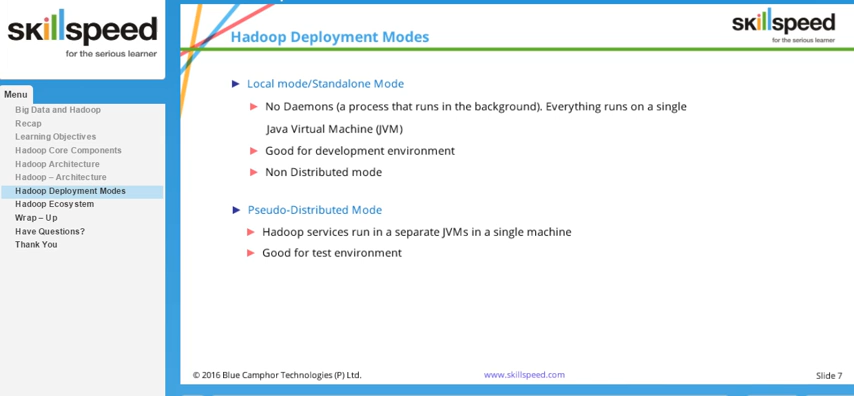 skillspeed
for the serious learner
Menu
Big Data and Hadoop
Recap
Learning Objectives
Hadoop Core Components
Hadoop Architecture
Hadoop – Architecture
Hadoop Deployment Modes
Hadoop Ecosystem
Wrap – Up
Have Questions?
Thank You
Hadoop Deployment Modes
skillspeed
for the serious learner
Local mode/Standalone Mode
No Daemons (a process that runs in the background). Everything runs on a single
Java Virtual Machine (JVM)
Good for development environment
Non Distributed mode
Pseudo-Distributed Mode
Hadoop services run in a separate JVMs in a single machine
Good for test environment
© 2016 Blue Camphor Technologies (P) Ltd.
www.skillspeed.com
Slide 7